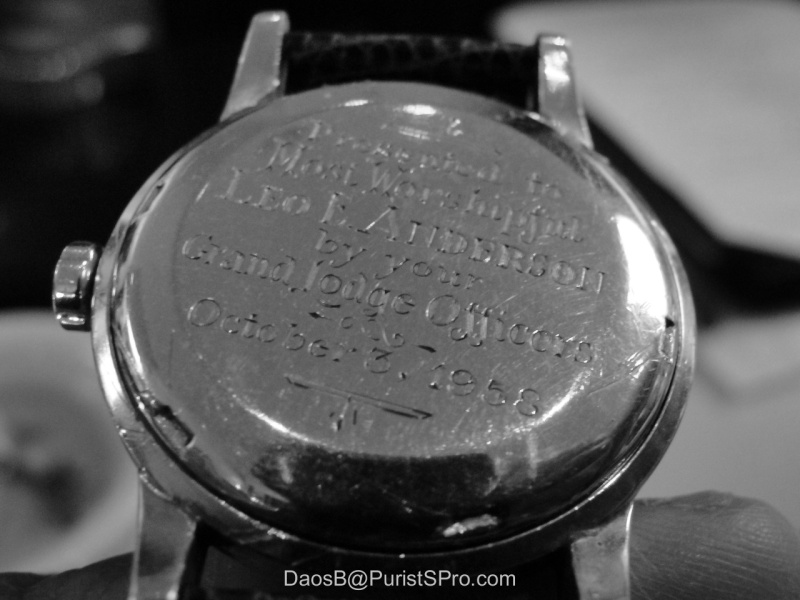 Presented to
Most Worshipful
LEO E. ANDERSON
by your
Grand Lodge Officers
October 3, 1958
DaosB@PuristSPro.com